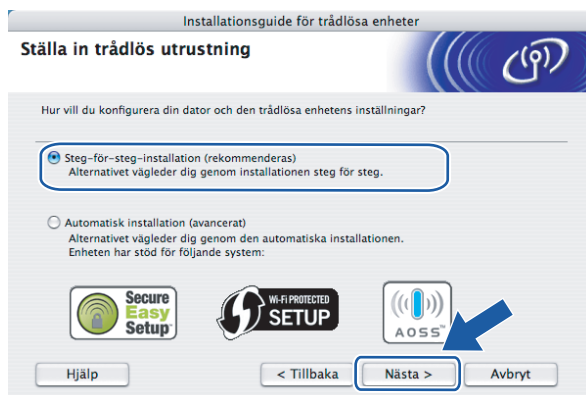 Installationsguide för trådlösa enheter
Ställa in trådlös utrustning
Hur vill du konfigurera din dator och den trådlösa enhetens inställningar?
Steg-för-steg-installation (rekommenderas)
Alternativet vägleder dig genom installationen steg för steg.
Automatisk installation (avancerat)
Alternativet vägleder dig genom den automatiska installationen.
Enheten har stöd för följande system:
Secure
Easy
Setup™
Wi-Fi PROTECTED
SETUP
AOSS™
Hjälp
< Tillbaka
Nästa >
Avbryt